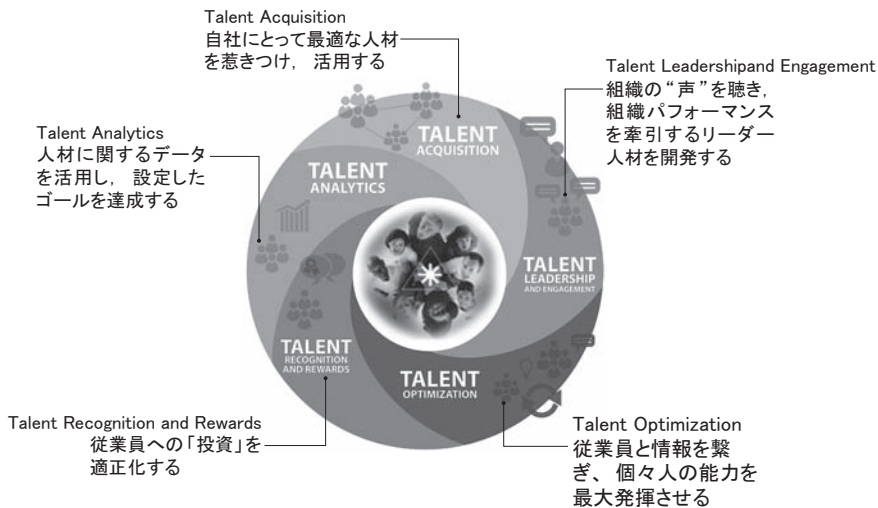 Talent Acquisition
自社にとって最適な人材
を惹きつけ， 活用する
Talent Leadershipand Engagement
組織の“声”を聴き，
組織パフォーマンス
を牽引するリーダー
人材を開発する
Talent Analytics
人材に関するデータ
を活用し， 設定した
ゴールを達成する
TALENT
ACQUISITION
TALENT
ANALYTICS
TALENT
LEADERSHIP
AND ENGAGEMENT
TALENT
RECOGNITION
AND REWARDS
TALENT
OPTIMIZATION
Talent Recognition and Rewards
従業員への「投資」を
適正化する
Talent Optimization
従業員と情報を繋
ぎ、 個々人の能力を
最大発揮させる